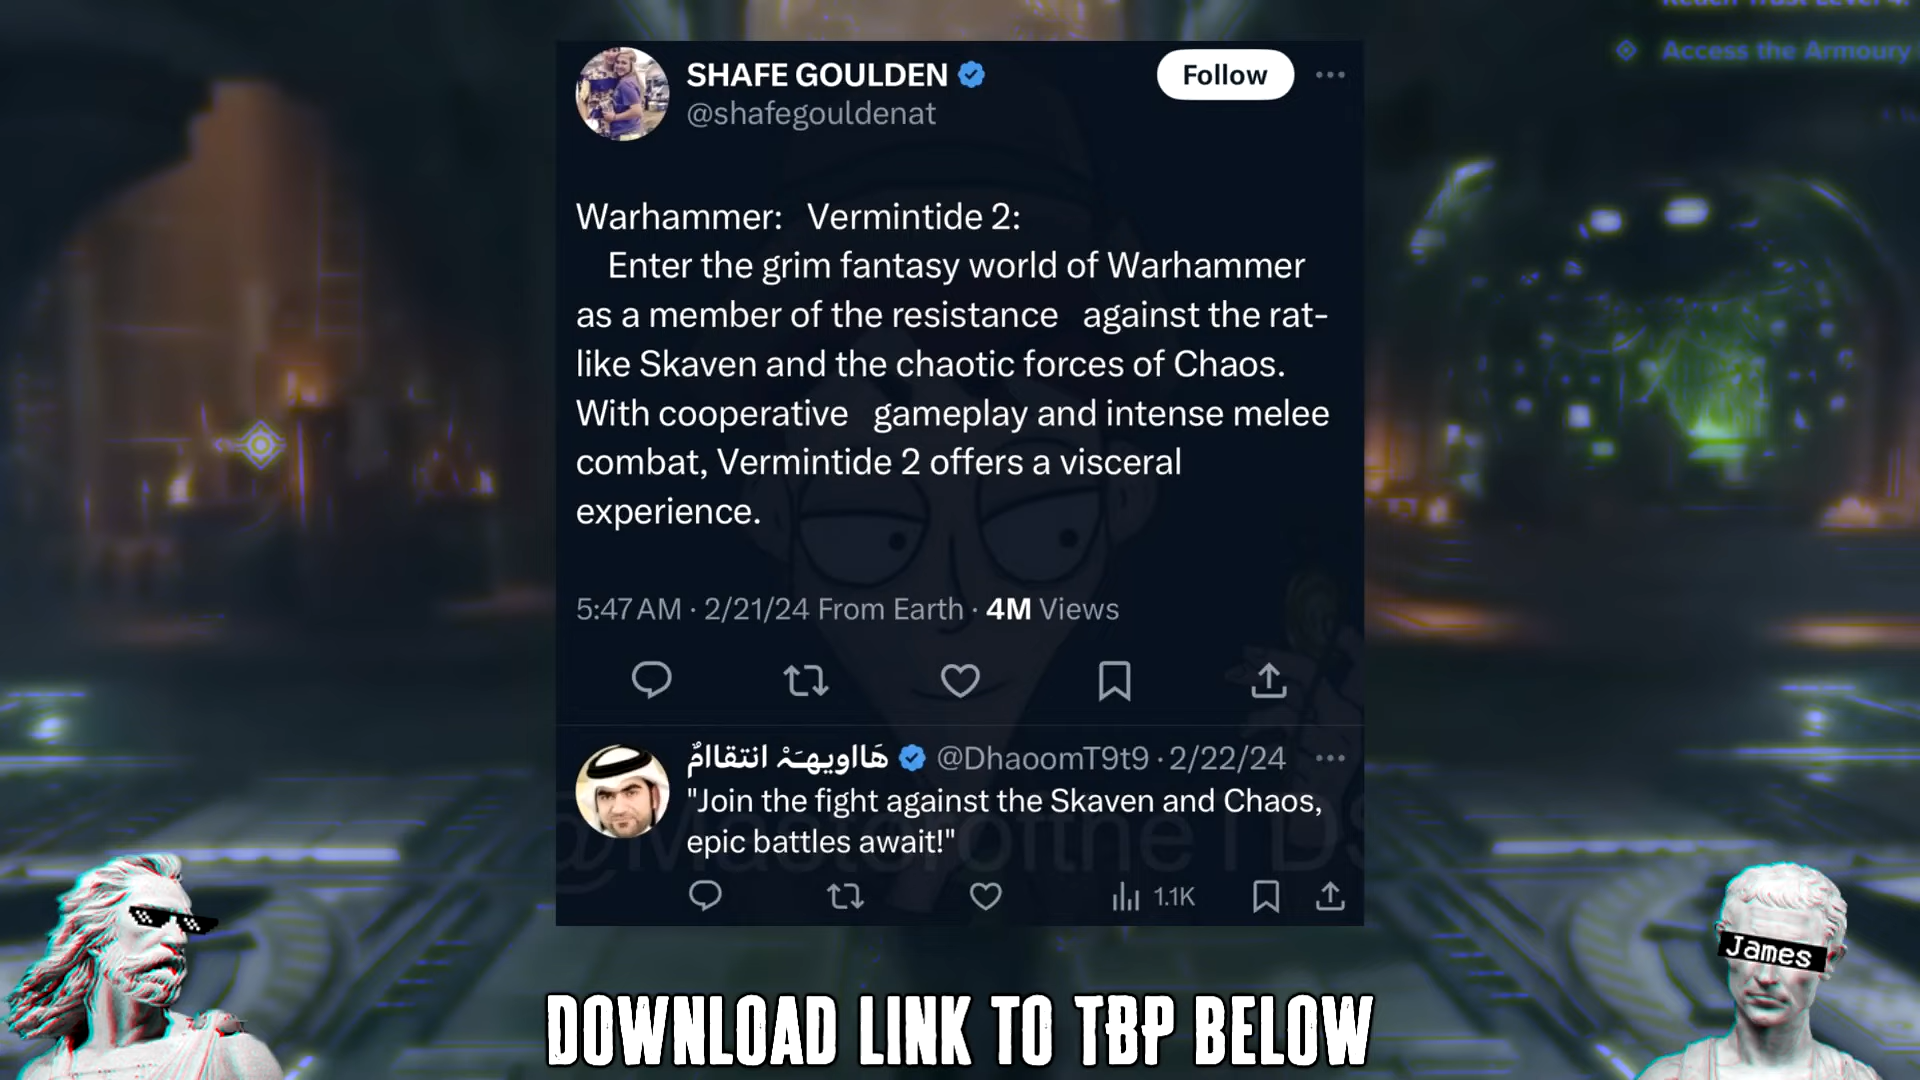 Access the Armoury
SHAFE GOULDEN
@shafegouldenat
Follow
Warhammer: Vermintide 2:
Enter the grim fantasy world of Warhammer
as a member of the resistance against the rat-
like Skaven and the chaotic forces of Chaos.
With cooperative gameplay and intense melee
combat, Vermintide 2 offers a visceral
experience.
5:47 AM · 2/21/24 From Earth · 4M Views
هَااويهہَہْ انتقاامٌ @DhaoomT9t9 · 2/22/24
"Join the fight against the Skaven and Chaos,
epic battles await!"
1.1K
James
DOWNLOAD LINK TO TBP BELOW